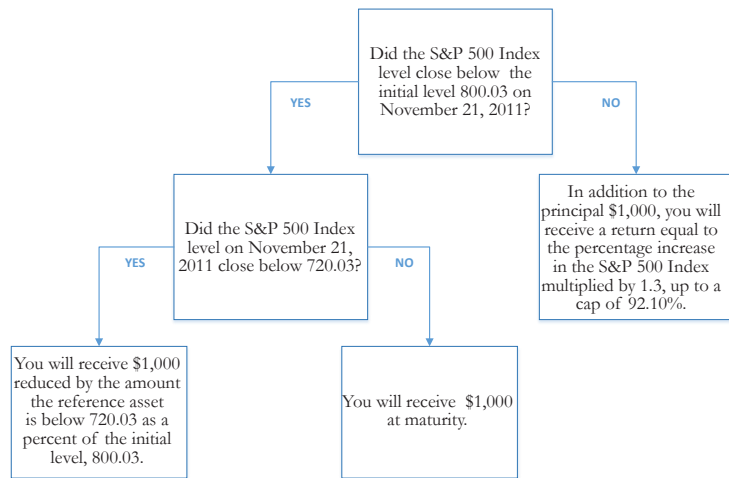 Did the S&P 500 Index
level close below the
initial level 800.03 on
November 21, 2011?
YES
NO
Did the S&P 500 Index
level on November 21,
2011 close below 720.03?
In addition to the
principal $1,000, you will
receive a return equal to
the percentage increase
in the S&P 500 Index
multiplied by 1.3, up to a
cap of 92.10%.
YES
NO
You will receive $1,000
reduced by the amount
the reference asset
is below 720.03 as a
percent of the initial
level, 800.03.
You will receive $1,000
at maturity.